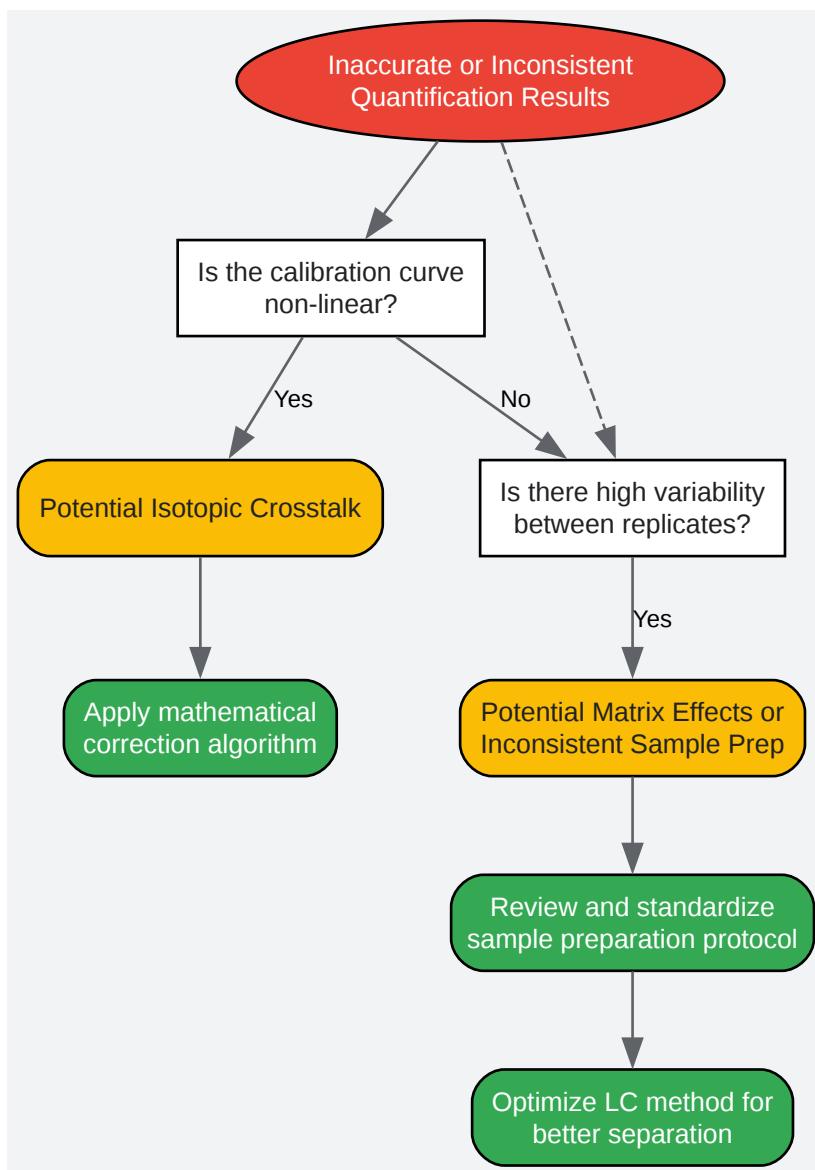 Inaccurate or Inconsistent
Quantification Results
Is the calibration curve
non-linear?
Yes
No
Potential Isotopic Crosstalk
Is there high variability
between replicates?
Yes
Apply mathematical
correction algorithm
Potential Matrix Effects or
Inconsistent Sample Prep
Review and standardize
sample preparation protocol
Optimize LC method for
better separation